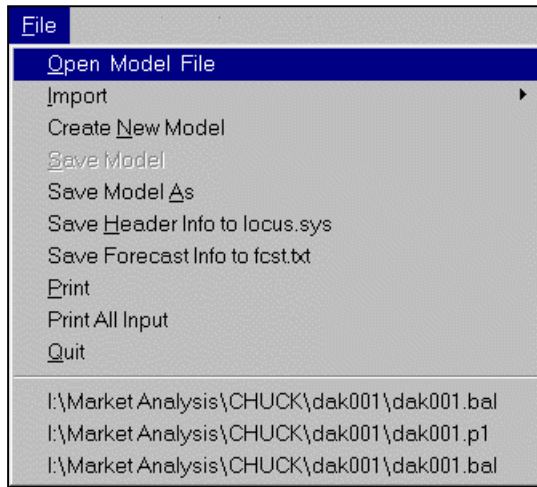 File
Open Model File
Import
Create New Model
Save Model
Save Model As
Save Header Info to locus.sys
Save Forecast Info to fcst.txt
Print
Print All Input
Quit
I:\Market Analysis\CHUCK\dak001\dak001.bal
I:\Market Analysis\CHUCK\dak001\dak001.p1
I:\Market Analysis\CHUCK\dak001\dak001.bal